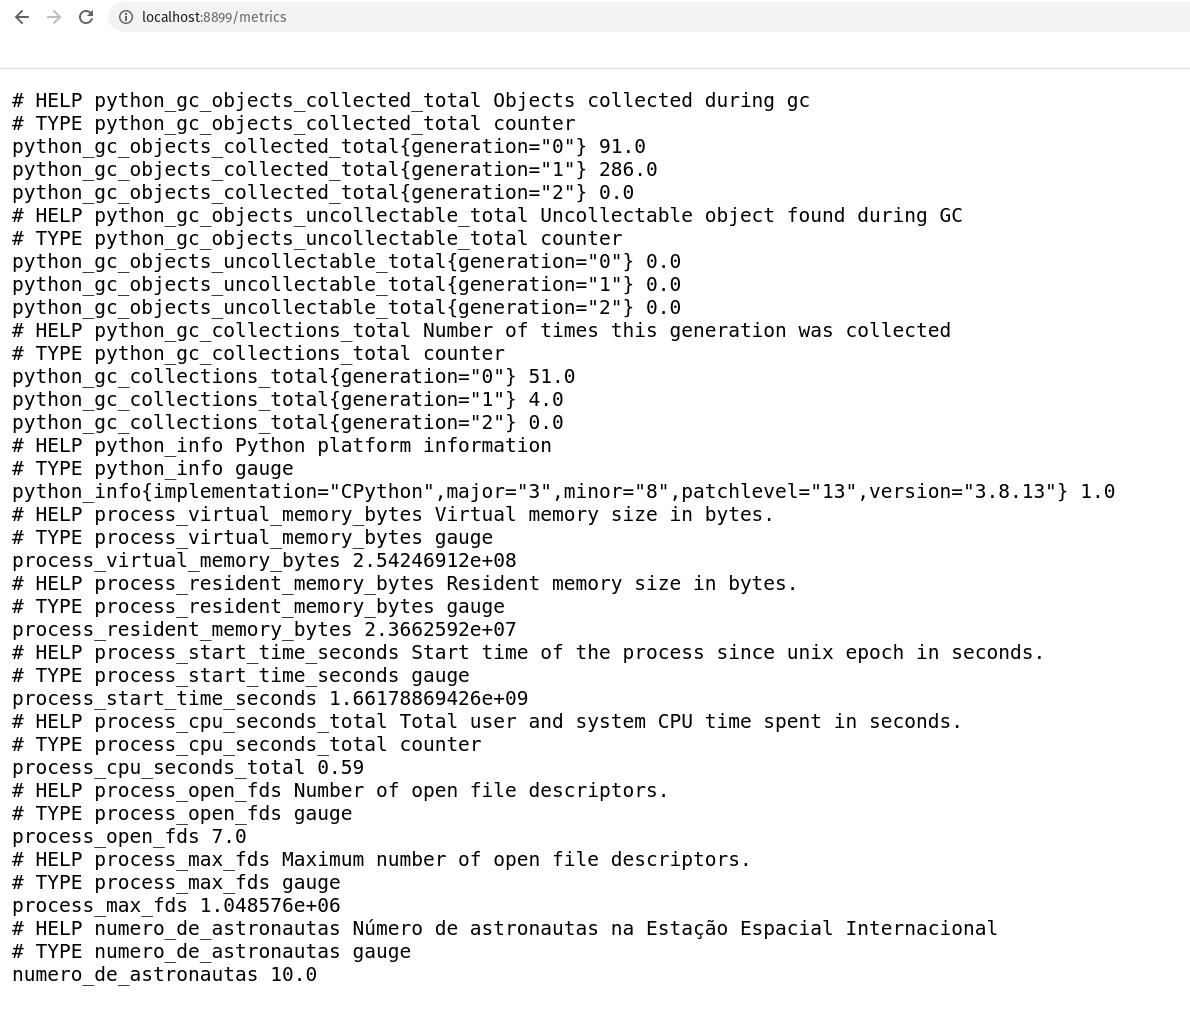 localhost:8899/metrics
# HELP python_gc_objects_collected_total Objects collected during gc
# TYPE python_gc_objects_collected_total counter
python_gc_objects_collected_total{generation="0"} 91.0
python_gc_objects_collected_total{generation="1"} 286.0
python_gc_objects_collected_total{generation="2"} 0.0
# HELP python_gc_objects_uncollectable_total Uncollectable object found during GC
# TYPE python_gc_objects_uncollectable_total counter
python_gc_objects_uncollectable_total{generation="0"} 0.0
python_gc_objects_uncollectable_total{generation="1"} 0.0
python_gc_objects_uncollectable_total{generation="2"} 0.0
# HELP python_gc_collections_total Number of times this generation was collected
# TYPE python_gc_collections_total counter
python_gc_collections_total{generation="0"} 51.0
python_gc_collections_total{generation="1"} 4.0
python_gc_collections_total{generation="2"} 0.0
# HELP python_info Python platform information
# TYPE python_info gauge
python_info{implementation="CPython",major="3",minor="8",patchlevel="13",version="3.8.13"} 1.0
# HELP process_virtual_memory_bytes Virtual memory size in bytes.
# TYPE process_virtual_memory_bytes gauge
process_virtual_memory_bytes 2.54246912e+08
# HELP process_resident_memory_bytes Resident memory size in bytes.
# TYPE process_resident_memory_bytes gauge
process_resident_memory_bytes 2.3662592e+07
# HELP process_start_time_seconds Start time of the process since unix epoch in seconds.
# TYPE process_start_time_seconds gauge
process_start_time_seconds 1.66178869426e+09
# HELP process_cpu_seconds_total Total user and system CPU time spent in seconds.
# TYPE process_cpu_seconds_total counter
process_cpu_seconds_total 0.59
# HELP process_open_fds Number of open file descriptors.
# TYPE process_open_fds gauge
process_open_fds 7.0
# HELP process_max_fds Maximum number of open file descriptors.
# TYPE process_max_fds gauge
process_max_fds 1.048576e+06
# HELP numero_de_astronautas Número de astronautas na Estação Espacial Internacional
# TYPE numero_de_astronautas gauge
numero_de_astronautas 10.0